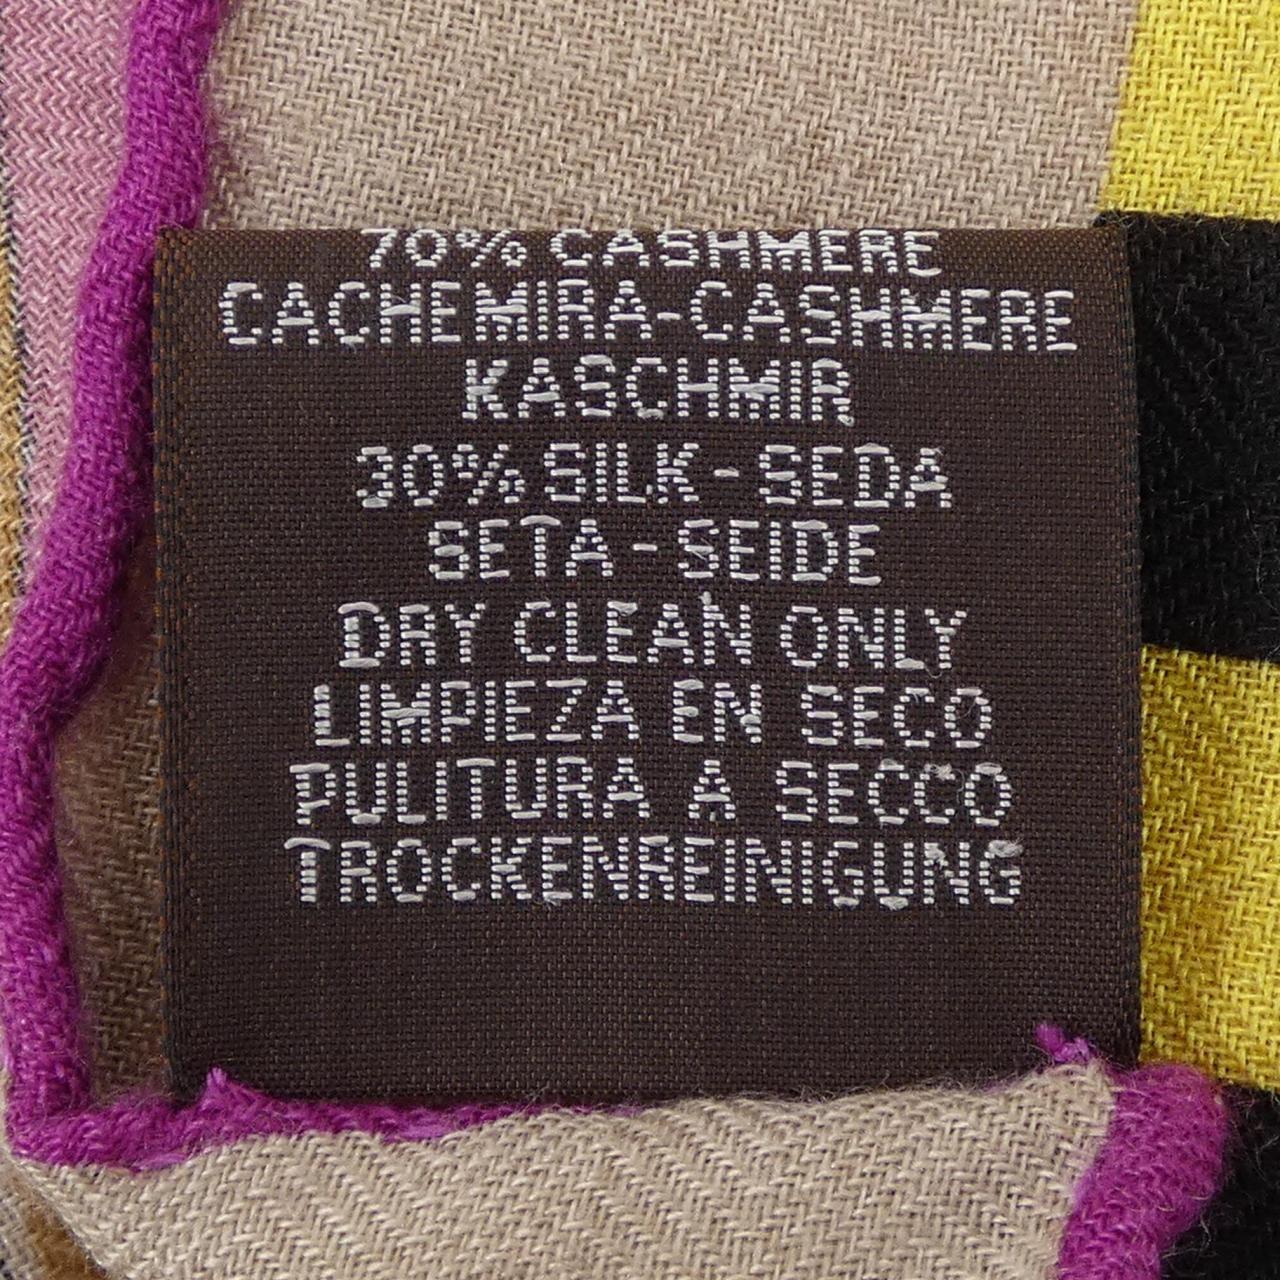 70% CASHMERE
CACHEMIRA-CASHMERE
KASCHMIR
30% SILK - SEDA
SETA - SEIDE
DRY CLEAN ONLY
LIMPIEZA EN SECO
PULITURA A SECCO
TROCKENREINIGUNG